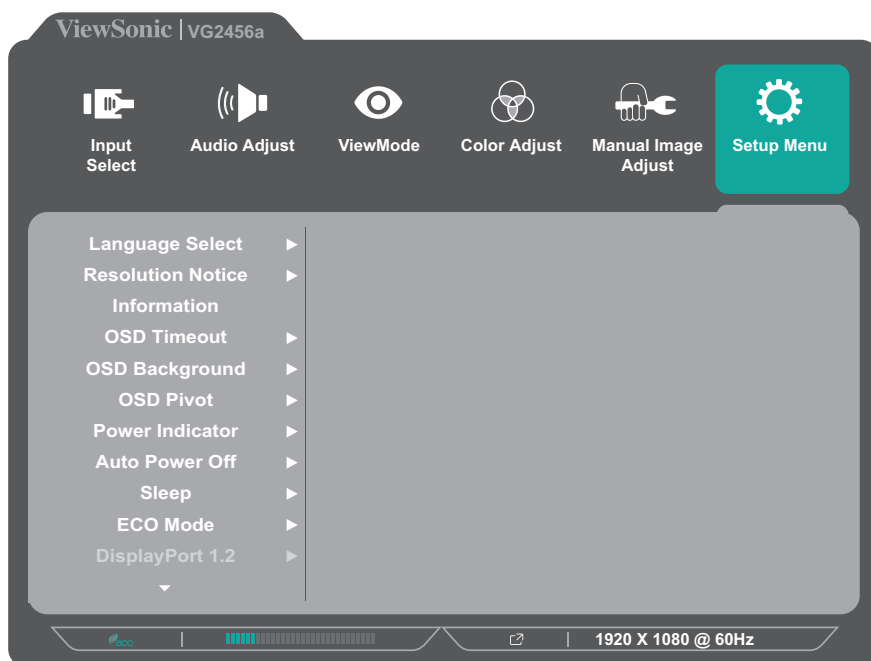 ViewSonic | VG2456a
Input Select
Audio Adjust
ViewMode
Color Adjust
Manual Image Adjust
Setup Menu
Language Select
Resolution Notice
Information
OSD Timeout
OSD Background
OSD Pivot
Power Indicator
Auto Power Off
Sleep
ECO Mode
DisplayPort 1.2
eco
1920 X 1080 @ 60Hz